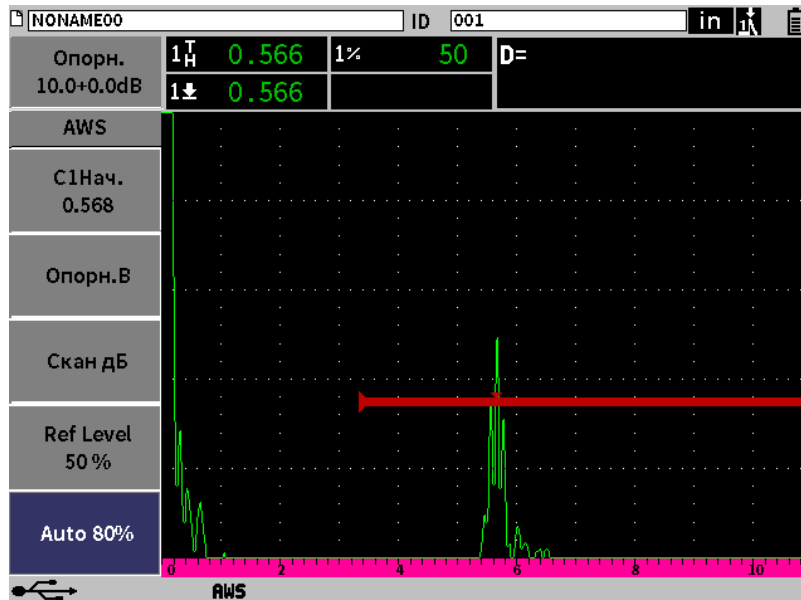 NONAME00 ID 001 in
Опорн.
10.0+0.0dB
1 T H 0.566 1% 50 D=
1 0.566
AWS
С1Нач.
0.568
Опорн.В
Скан дБ
Ref Level
50 %
Auto 80%
0 2 4 6 8 10
AWS